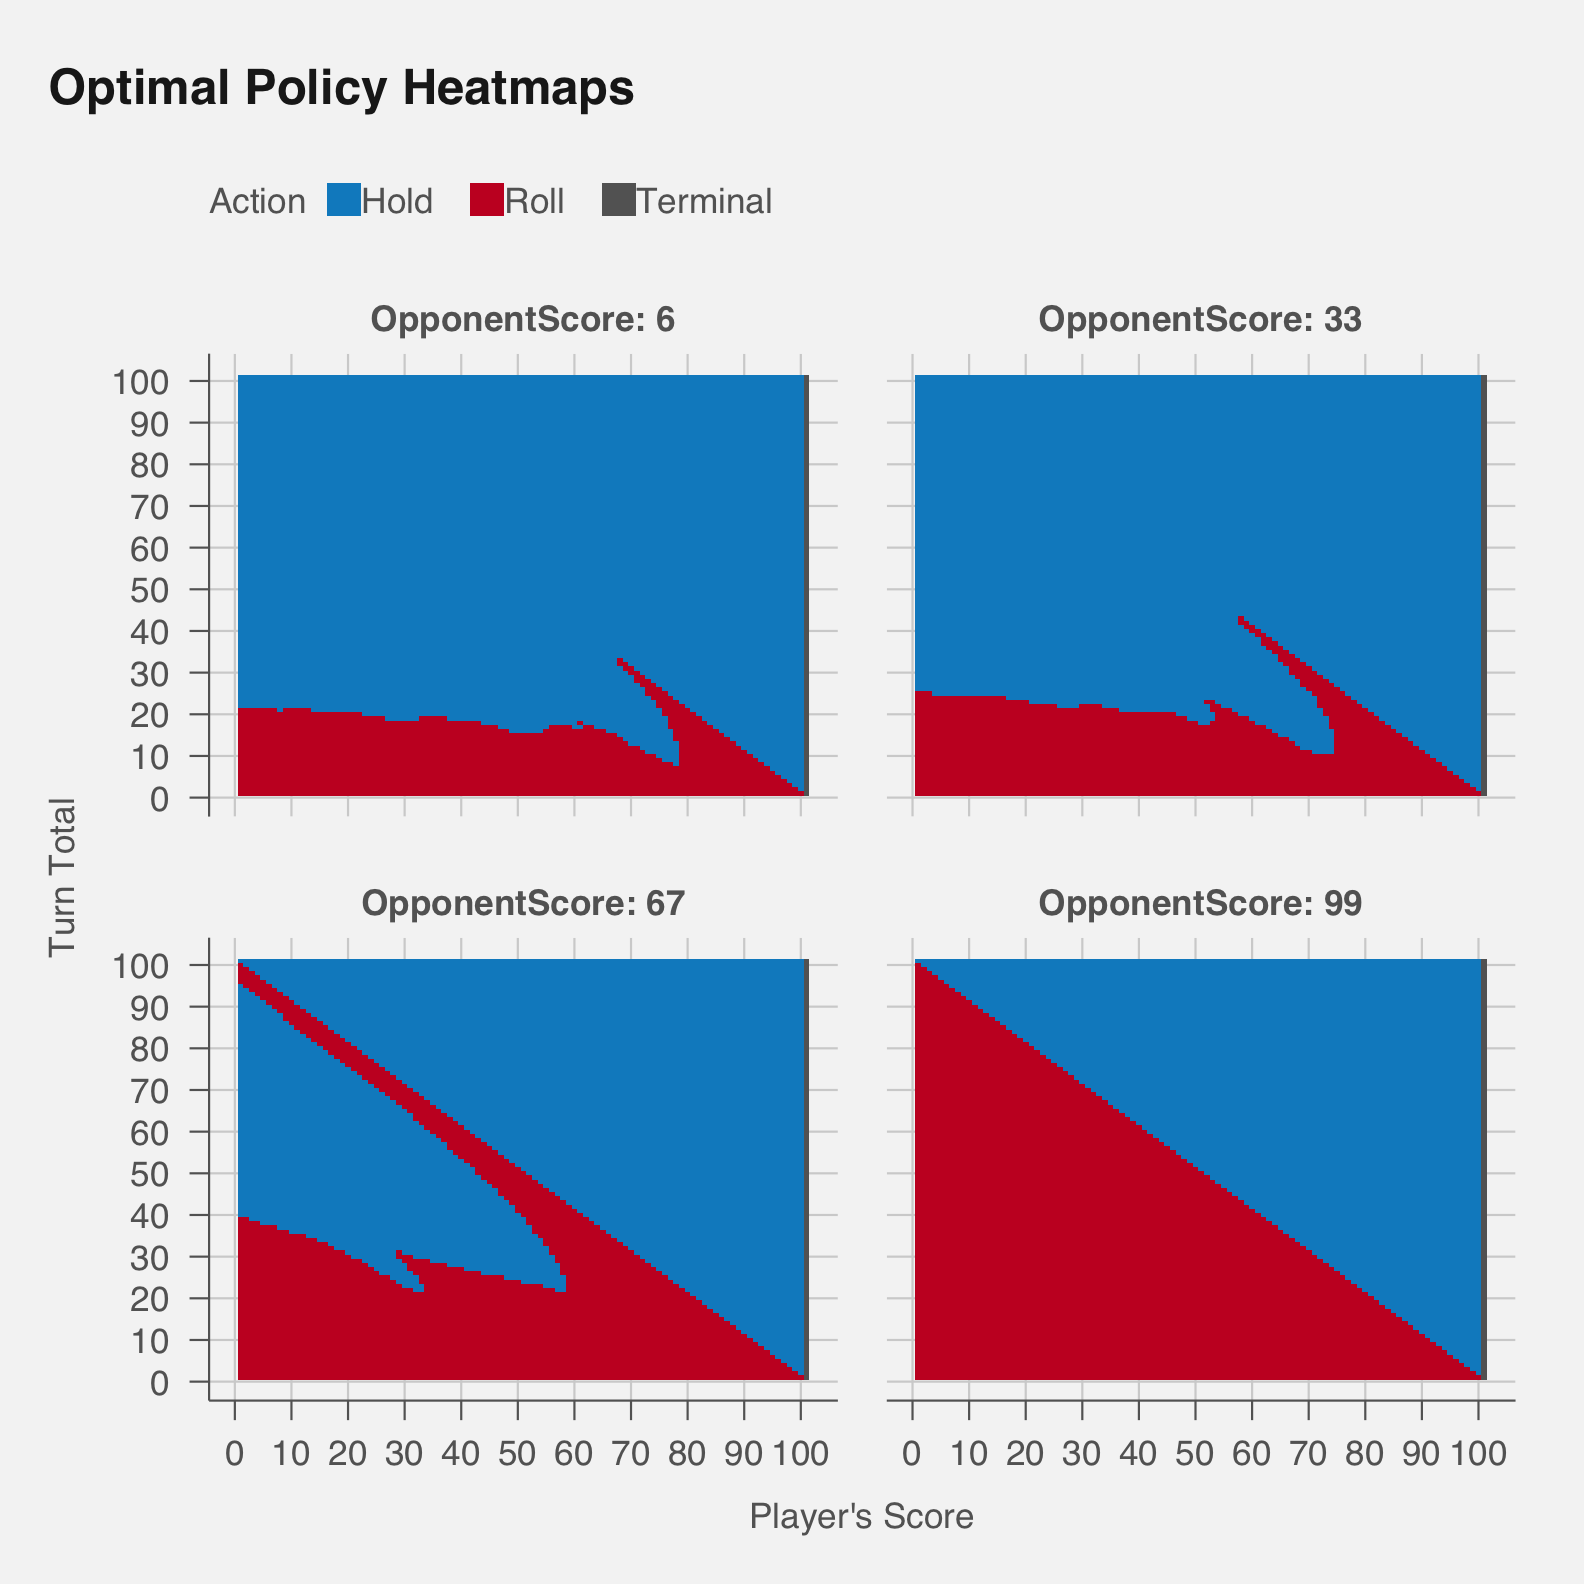 Optimal Policy Heatmaps
Action Hold Roll Terminal
OpponentScore: 6
OpponentScore: 33
100
90
80
70
60
50
40
30
20
10
0
Turn Total
OpponentScore: 67
OpponentScore: 99
100
90
80
70
60
50
40
30
20
10
0
0 10 20 30 40 50 60 70 80 90 100
0 10 20 30 40 50 60 70 80 90 100
Player's Score